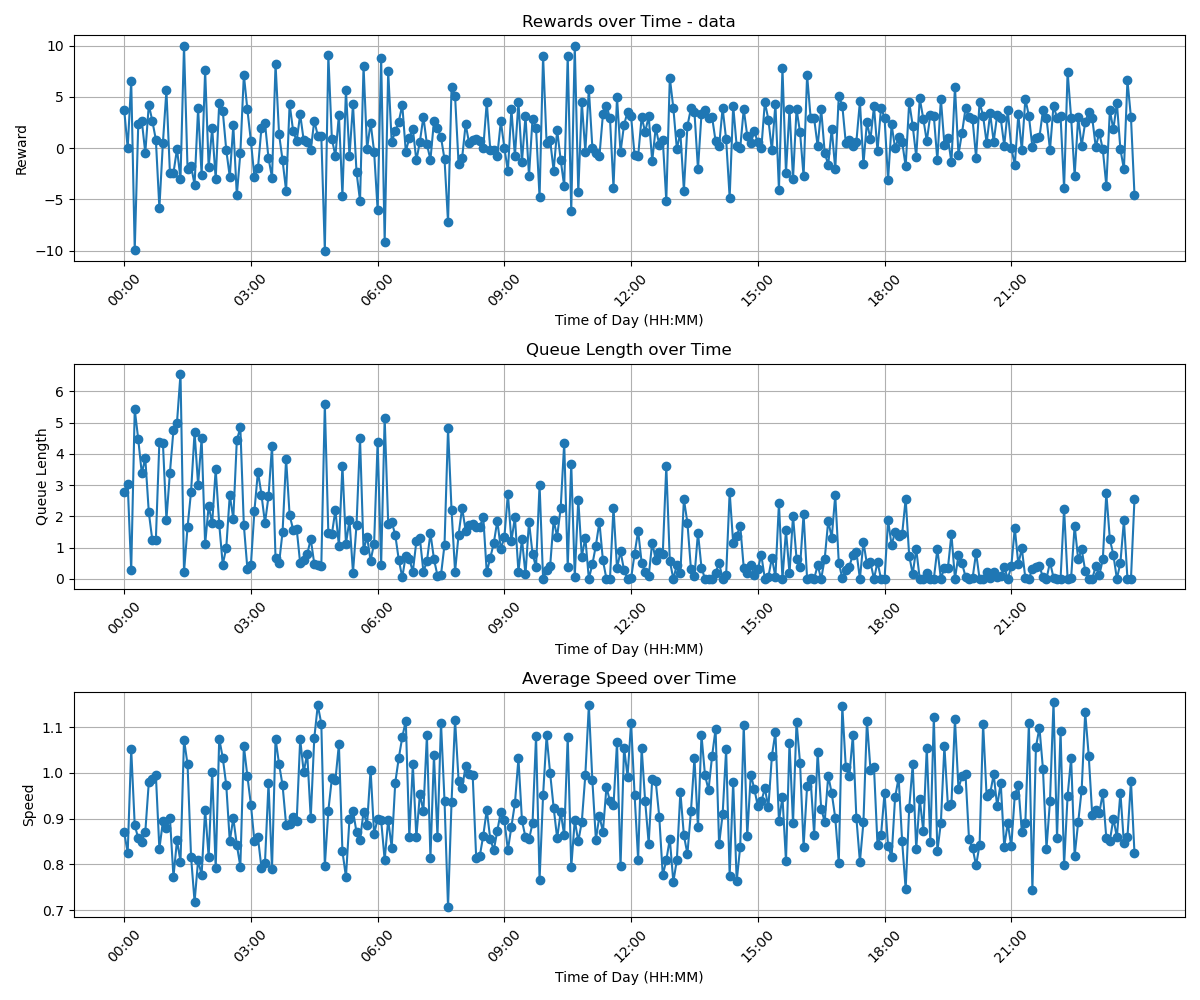 Rewards over Time - data
Reward
10
5
0
−5
−10
00:00 03:00 06:00 09:00 12:00 15:00 18:00 21:00
Time of Day (HH:MM)
Queue Length over Time
Queue Length
6
5
4
3
2
1
0
00:00 03:00 06:00 09:00 12:00 15:00 18:00 21:00
Time of Day (HH:MM)
Average Speed over Time
Speed
1.1
1.0
0.9
0.8
0.7
00:00 03:00 06:00 09:00 12:00 15:00 18:00 21:00
Time of Day (HH:MM)